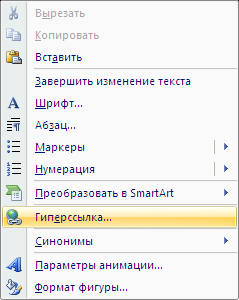 Вырезать
Копировать
Вставить
Завершить изменение текста
Шрифт...
Абзац...
Маркеры
Нумерация
Преобразовать в SmartArt
Гиперссылка...
Синонимы
Параметры анимации...
Формат фигуры...